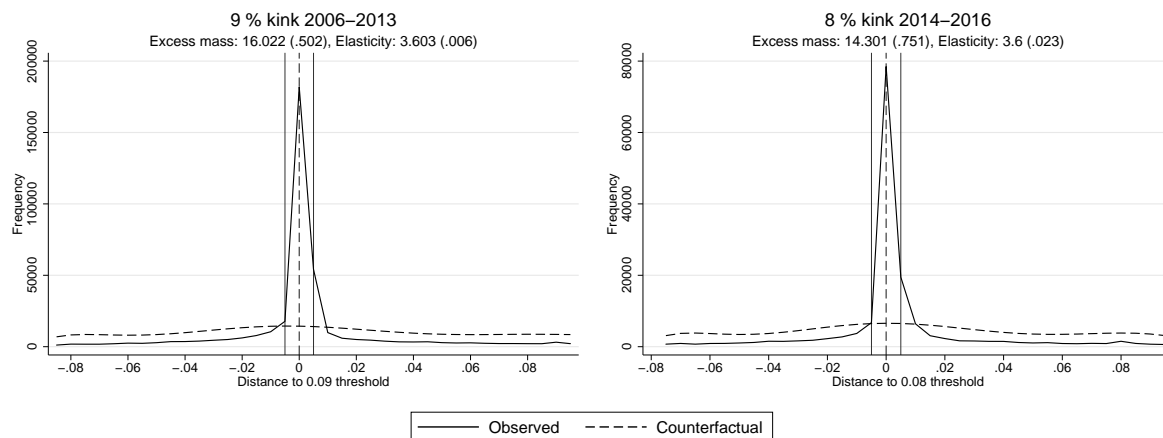 9 % kink 2006–2013
Excess mass: 16.022 (.502), Elasticity: 3.603 (.006)
Frequency
200000
150000
100000
50000
0
−.08 −.06 −.04 −.02 0 .02 .04 .06 .08
Distance to 0.09 threshold
8 % kink 2014–2016
Excess mass: 14.301 (.751), Elasticity: 3.6 (.023)
Frequency
80000
60000
40000
20000
0
−.08 −.06 −.04 −.02 0 .02 .04 .06 .08
Distance to 0.08 threshold
Observed Counterfactual